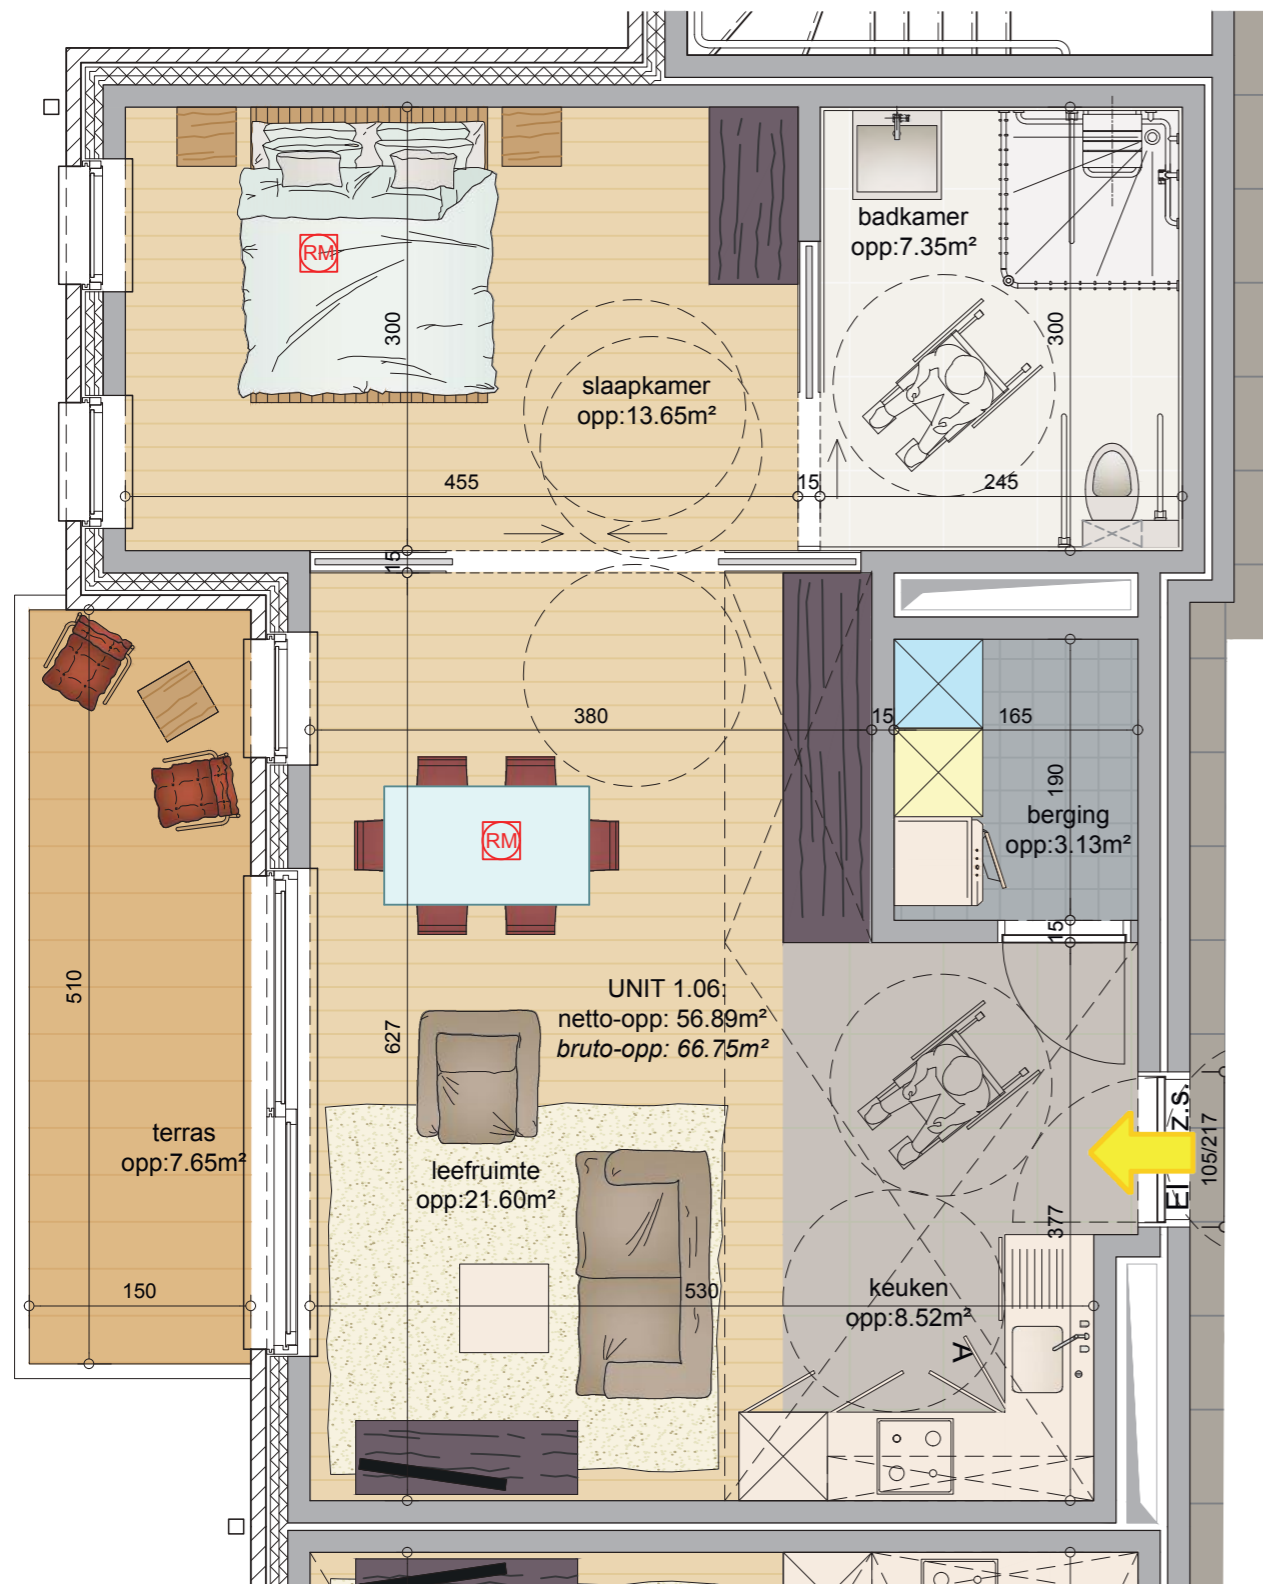 badkamer
opp:7.35m²
RM
300
300
slaapkamer
opp:13.65m²
455
15
245
15
380
15
165
190
berging
opp:3.13m²
RM
15
510
627
UNIT 1.06:
netto-opp: 56.89m²
bruto-opp: 66.75m²
terras
opp:7.65m²
leefruimte
opp:21.60m²
z.s.
EI
105/217
377
150
530
keuken
opp:8.52m²
A